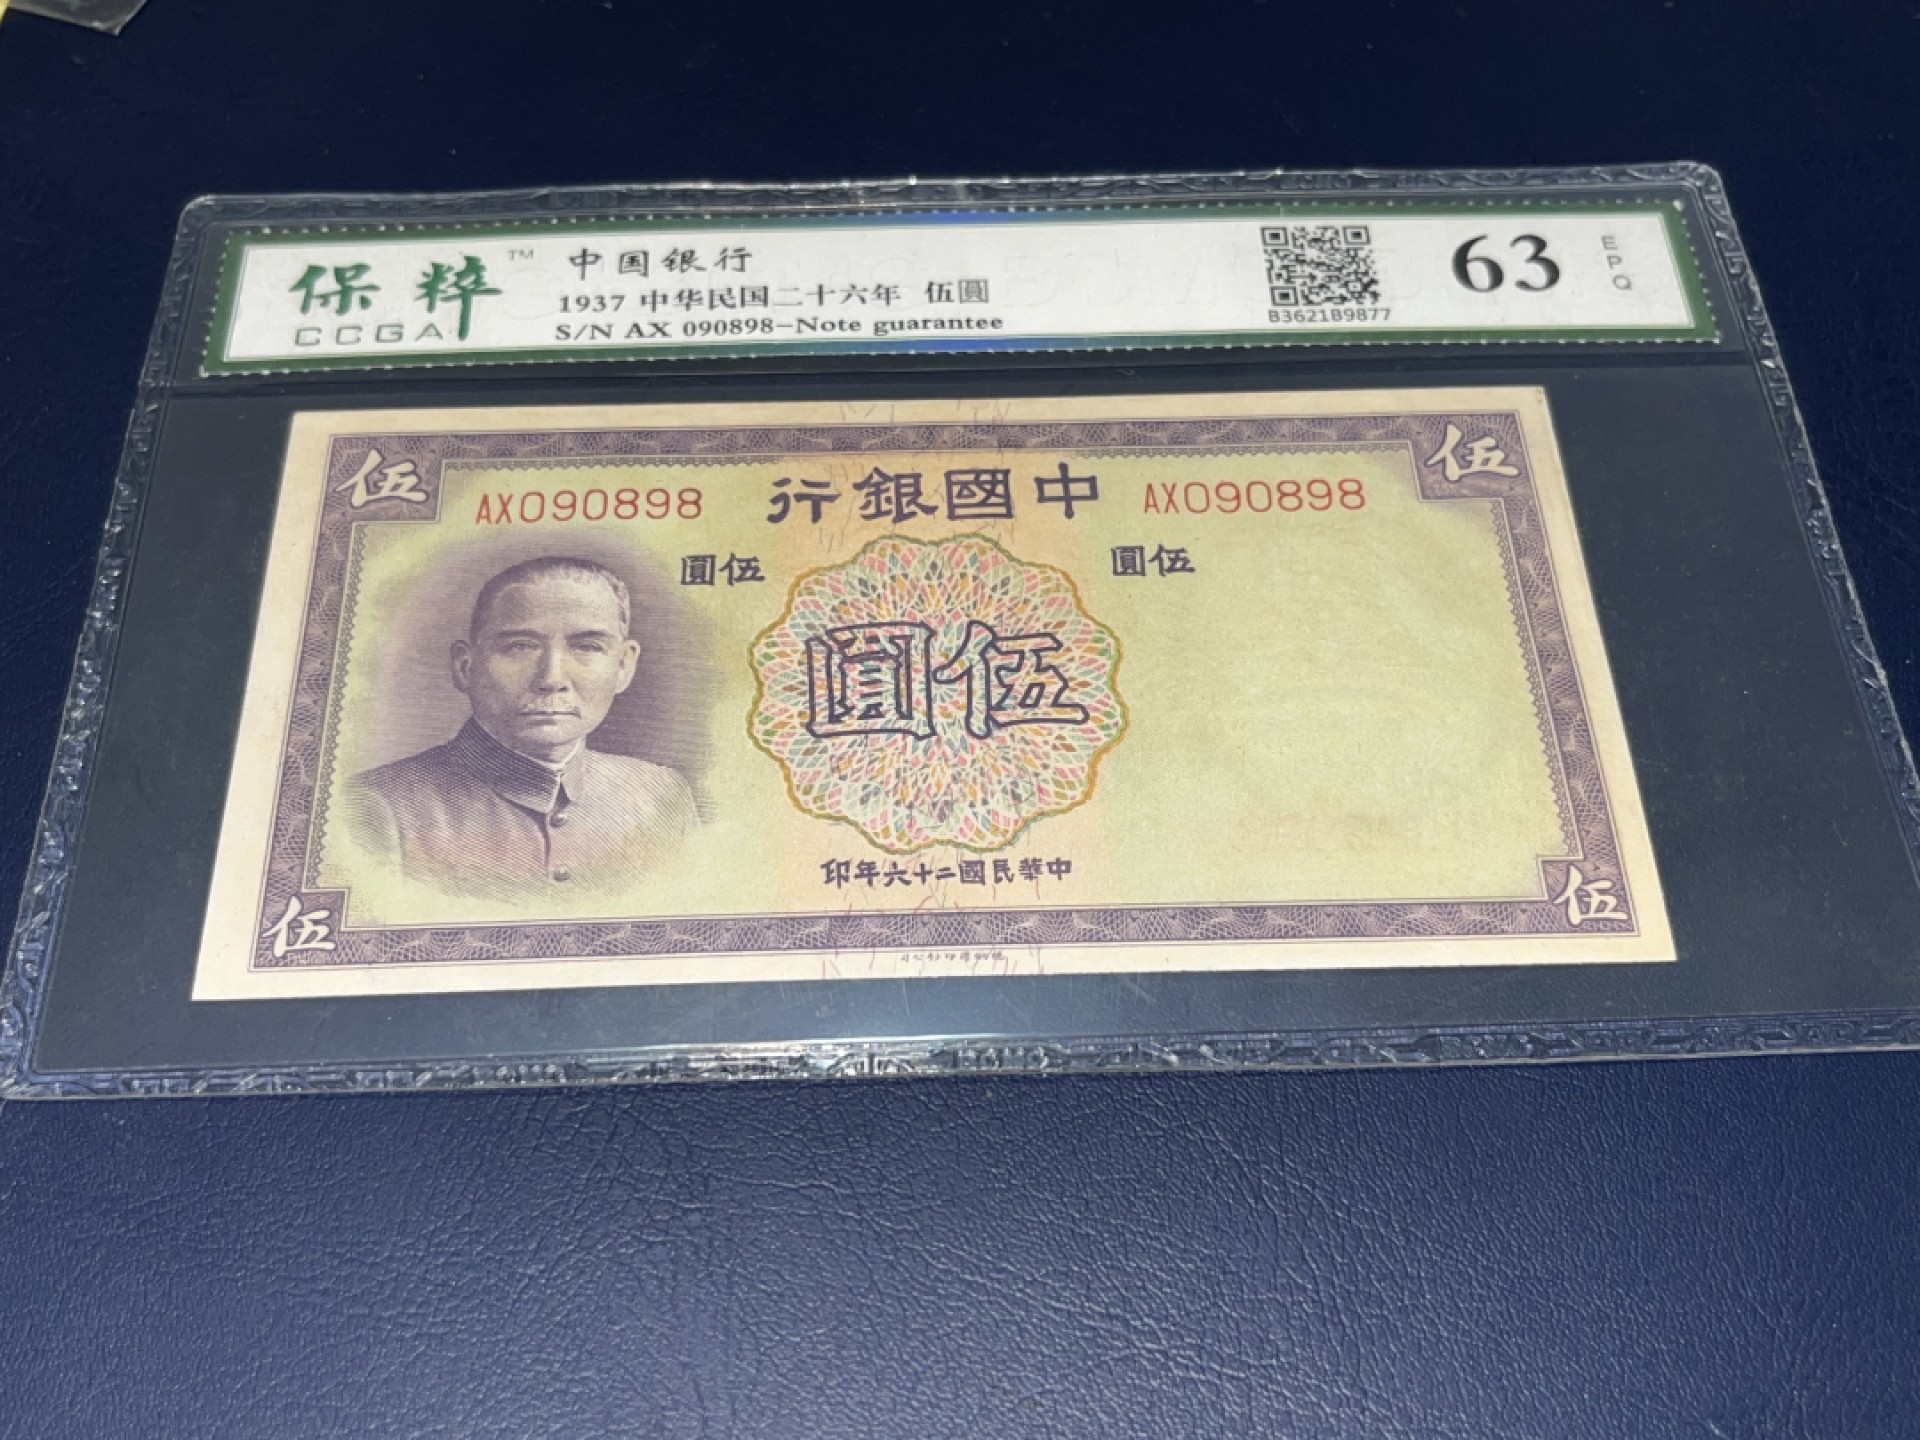 保粹™
CCGA
中国银行
1937 中华民国二十六年 伍圓
S/N AX 090898-Note guarantee
B362189877
63
EPQ
伍
伍
AX090898
行銀國中
AX090898
圓伍
圓伍
圓伍
印年六十二國民華中
伍
伍